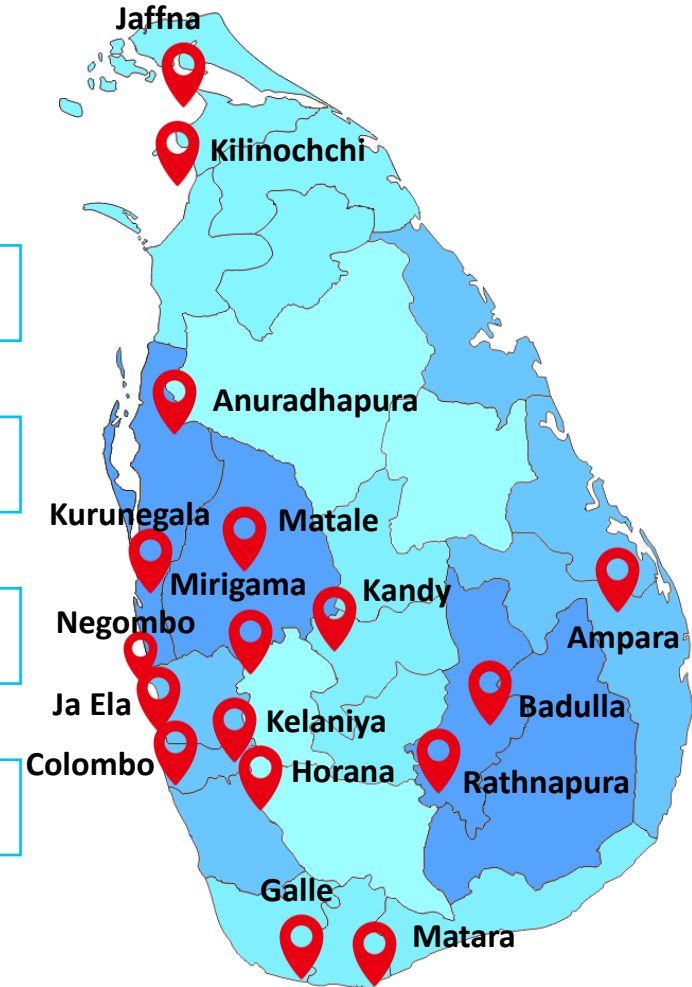 Jaffna
Kilinochchi
Anuradhapura
Kurunegala
Matale
Mirigama
Kandy
Negombo
Ampara
Ja Ela
Badulla
Kelaniya
Colombo
Horana
Rathnapura
Galle
Matara